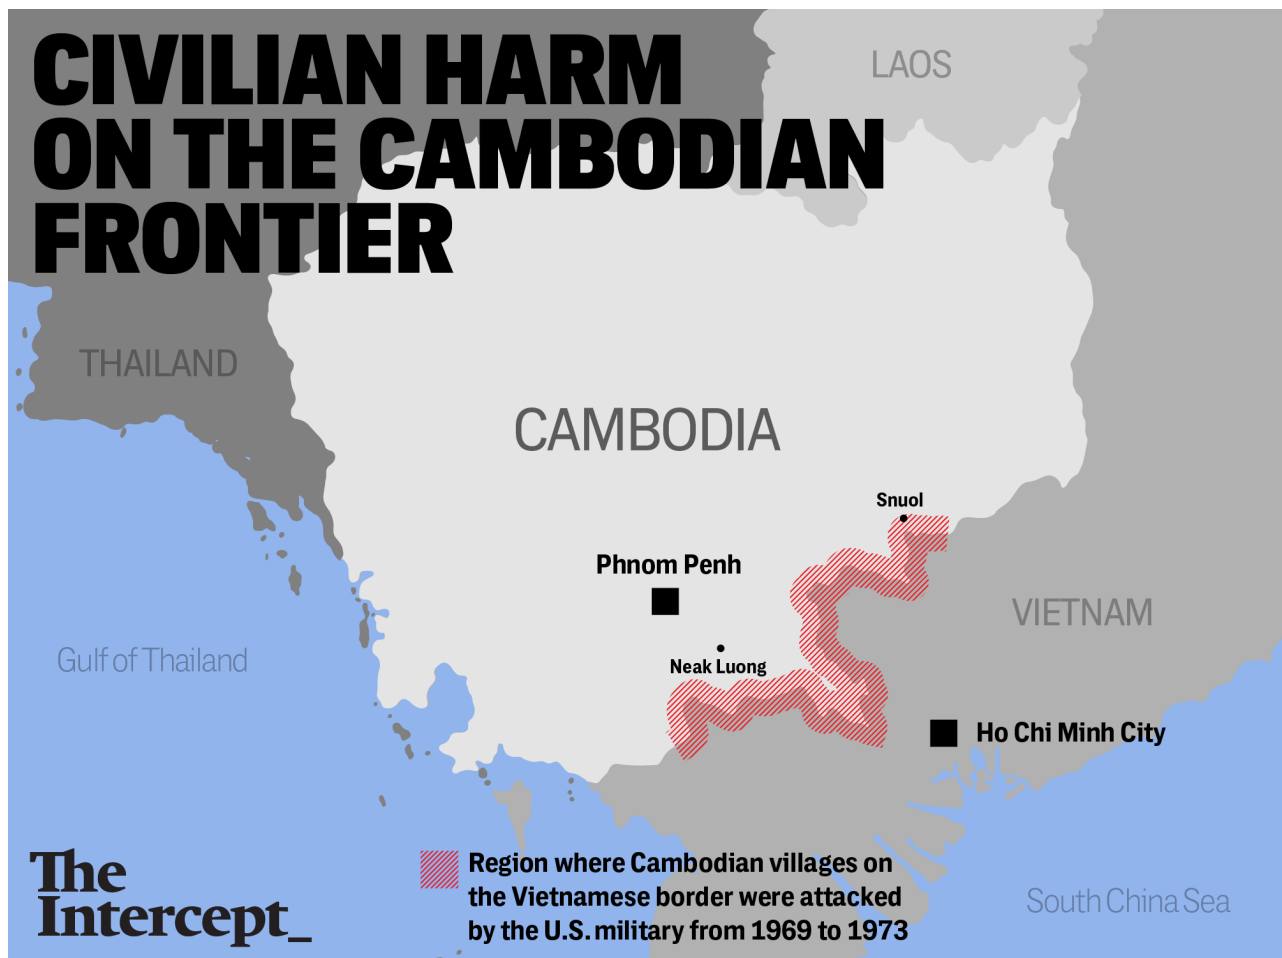 CIVILIAN HARM
ON THE CAMBODIAN
FRONTIER
LAOS
THAILAND
CAMBODIA
Snuol
Phnom Penh
VIETNAM
Gulf of Thailand
Neak Luong
Ho Chi Minh City
Region where Cambodian villages on
the Vietnamese border were attacked
by the U.S. military from 1969 to 1973
South China Sea
The
Intercept_